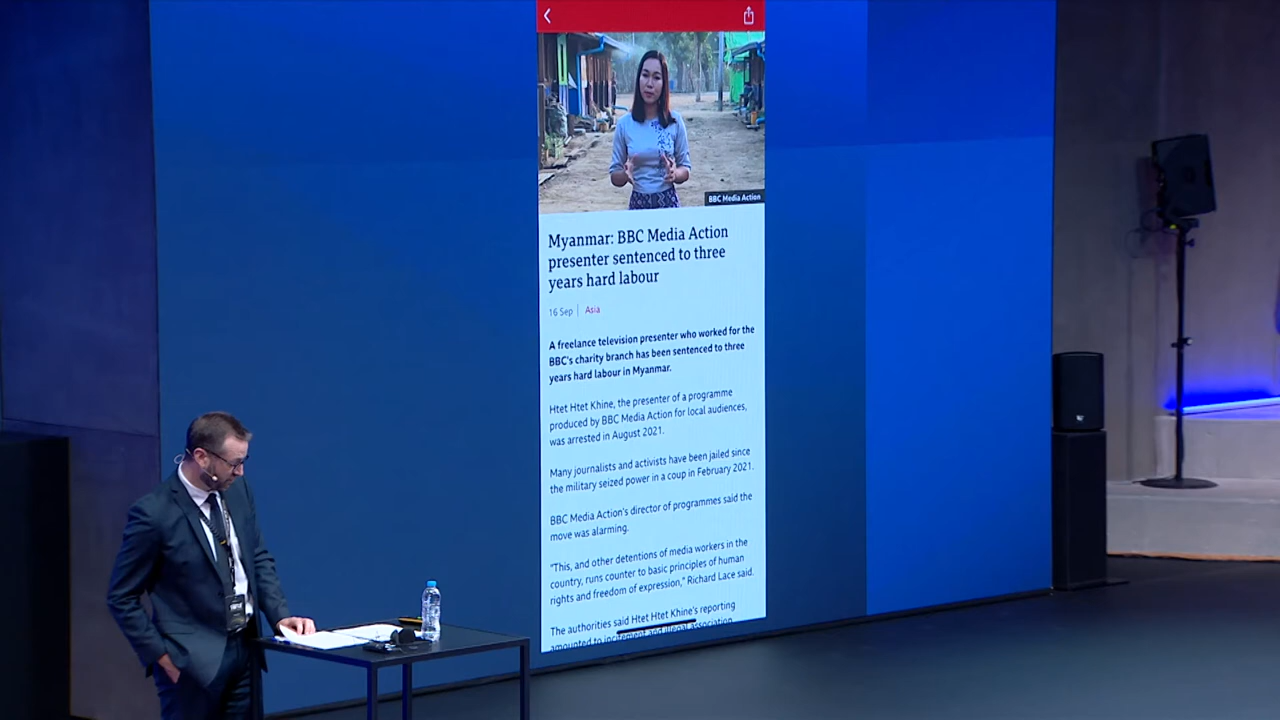 BBC Media Action
Myanmar: BBC Media Action
presenter sentenced to three
years hard labour
16 Sep | Asia
A freelance television presenter who worked for the
BBC's charity branch has been sentenced to three
years hard labour in Myanmar.
Htet Htet Khine, the presenter of a programme
produced by BBC Media Action for local audiences,
was arrested in August 2021.
Many journalists and activists have been jailed since
the military seized power in a coup in February 2021.
BBC Media Action's director of programmes said the
move was alarming.
"This, and other detentions of media workers in the
country, runs counter to basic principles of human
rights and freedom of expression," Richard Lace said.
The authorities said Htet Htet Khine's reporting
amounted to incitement and illegal association